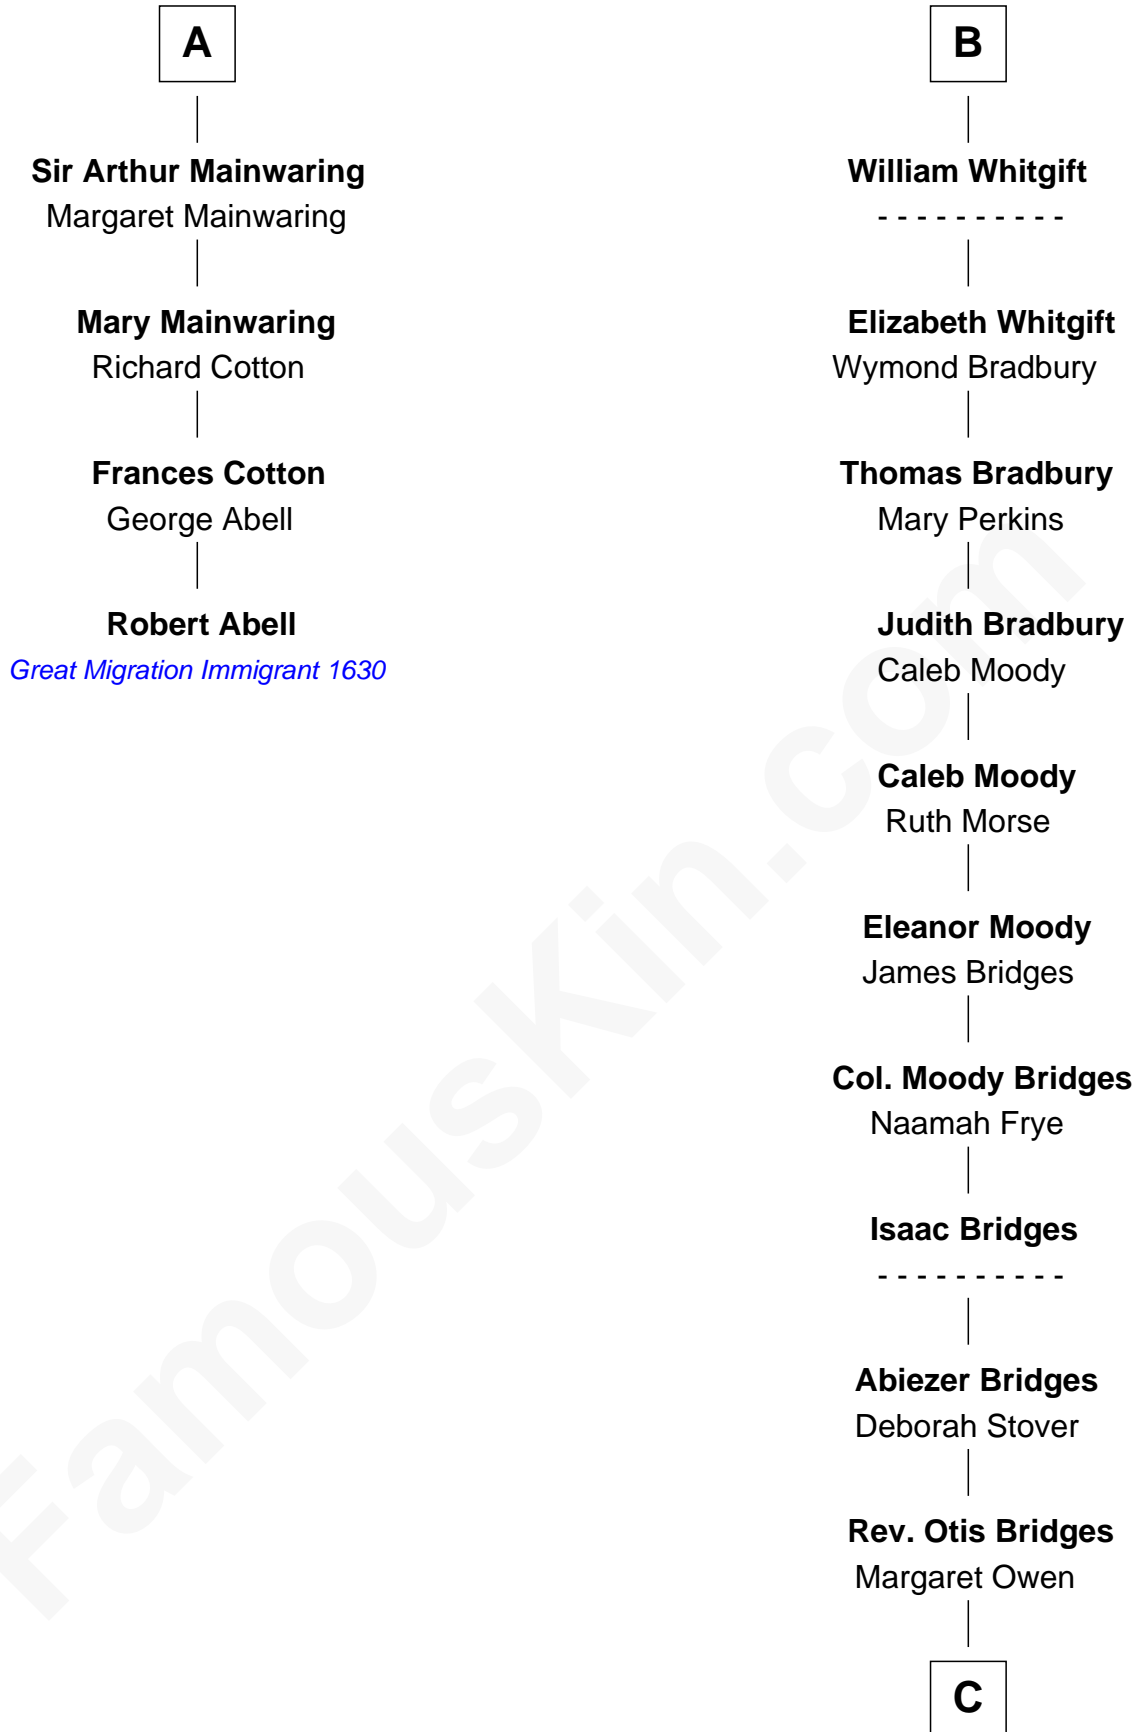 A
Sir Arthur Mainwaring
Margaret Mainwaring
Mary Mainwaring
Richard Cotton
Frances Cotton
George Abell
Robert Abell
Great Migration Immigrant 1630
B
William Whitgift
- - - - - - - - - -
Elizabeth Whitgift
Wymond Bradbury
Thomas Bradbury
Mary Perkins
Judith Bradbury
Caleb Moody
Caleb Moody
Ruth Morse
Eleanor Moody
James Bridges
Col. Moody Bridges
Naamah Frye
Isaac Bridges
- - - - - - - - - -
Abiezer Bridges
Deborah Stover
Rev. Otis Bridges
Margaret Owen
C
FamousKin.com